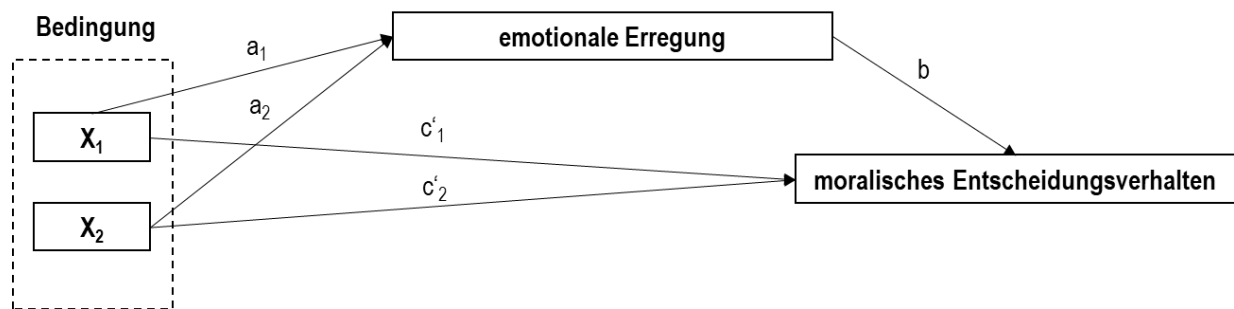 Bedingung
emotionale Erregung
a₁
b
a₂
X₁
c‘₁
moralisches Entscheidungsverhalten
c‘₂
X₂